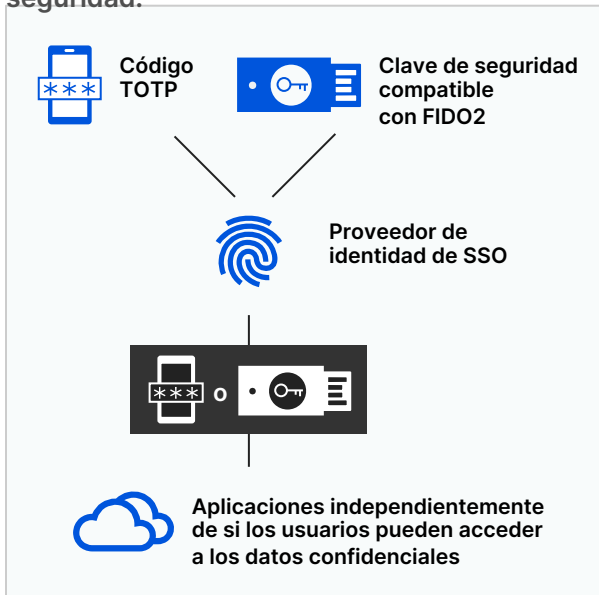 seguridad.
Código
TOTP
***
Clave de seguridad
compatible
con FIDO2
Proveedor de
identidad de SSO
*** o
Aplicaciones independientemente
de si los usuarios pueden acceder
a los datos confidenciales